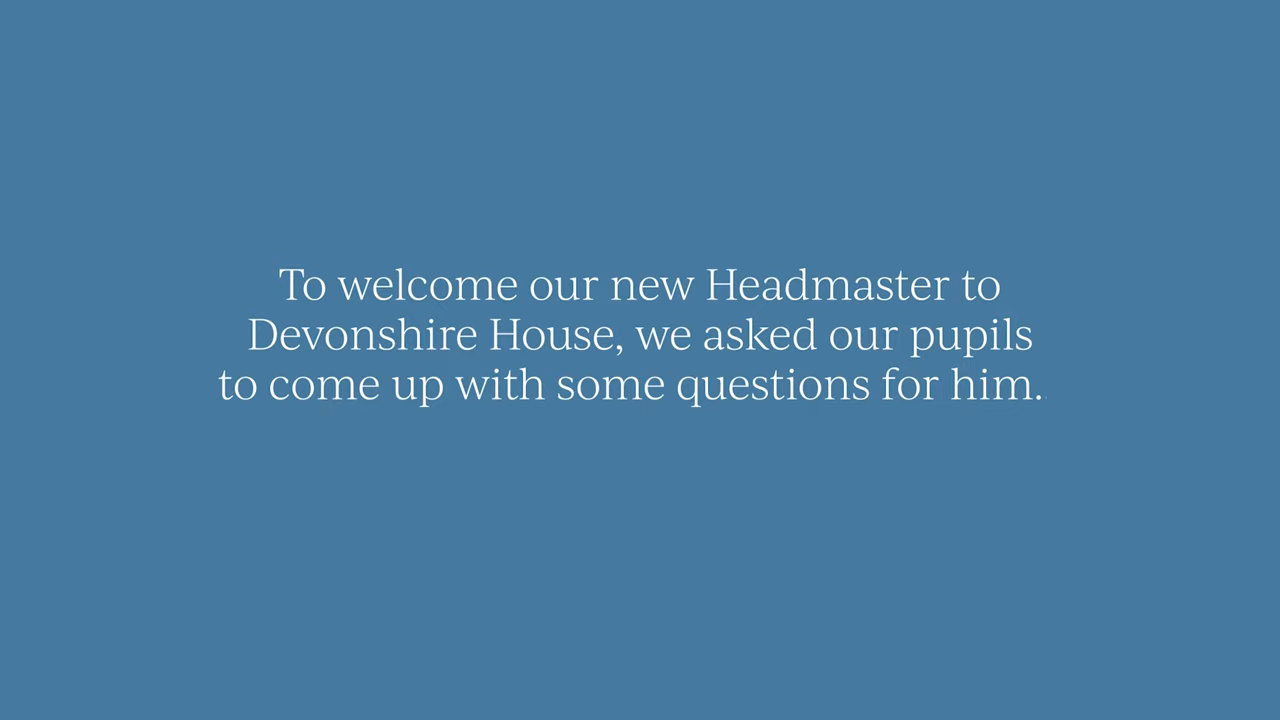 To welcome our new Headmaster to
Devonshire House, we asked our pupils
to come up with some questions for him.